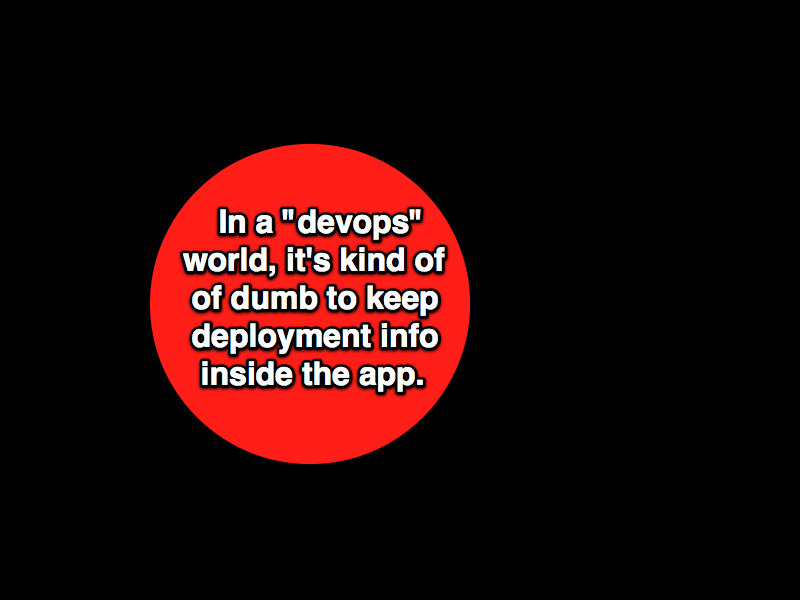 In a "devops"
world, it's kind of
of dumb to keep
deployment info
inside the app.